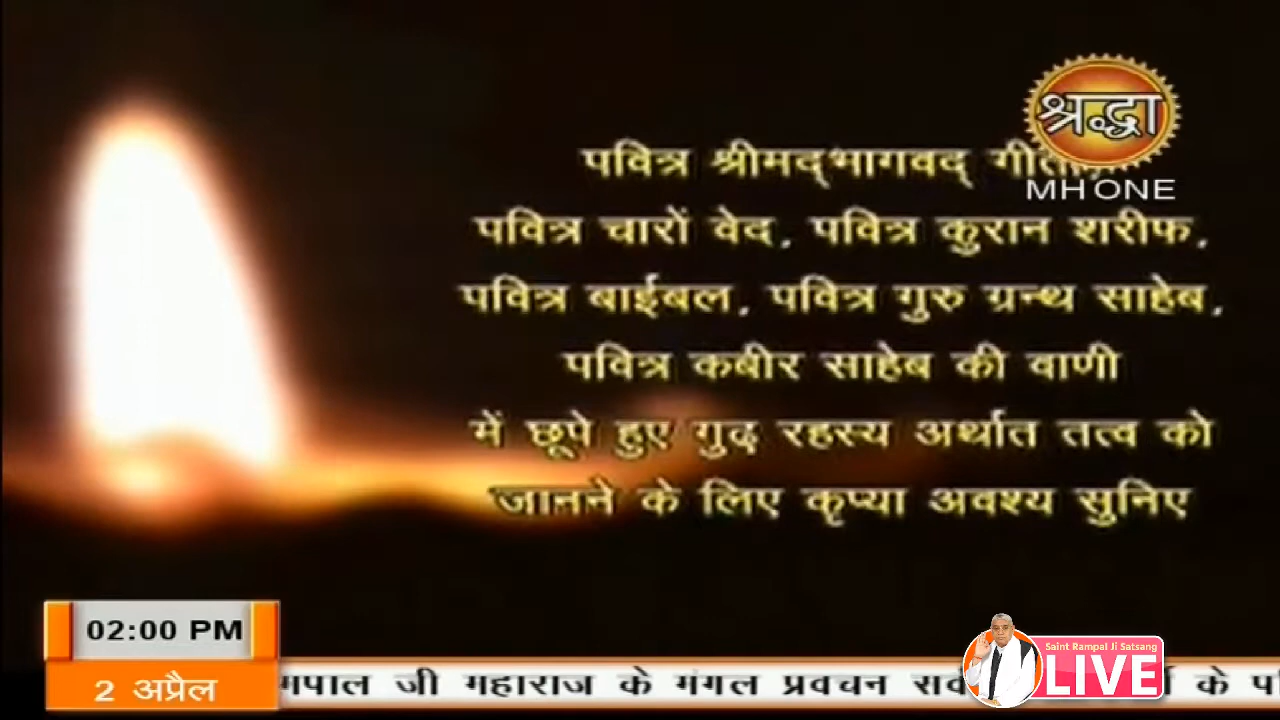 श्रद्धा
MH ONE
पवित्र श्रीमद्भागवद्
पवित्र चारों वेद, पवित्र कुरान शरीफ,
पवित्र बाईबल, पवित्र गुरु ग्रन्थ साहेब,
पवित्र कबीर साहेब की वाणी
में छूपे हुए गुढ़ रहस्य अर्थात तत्व को
जानने के लिए कृप्या अवश्य सुनिए
02:00 PM
2 अप्रैल
मपाल जी महाराज के मंगल प्रवचन के
Saint Rampal Ji Satsang
LIVE